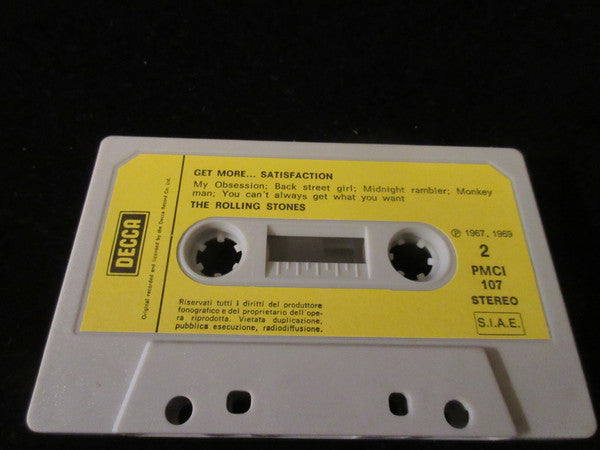 GET MORE... SATISFACTION
My Obsession; Back street girl; Midnight rambler; Monkey
man; You can't always get what you want
THE ROLLING STONES
DECCA
Original recorded and licensed by the Decca Record Co. Ltd.
℗ 1967, 1969
2
PMCI
107
STEREO
S.I.A.E.
Riservati tutti i diritti del produttore
fonografico e del proprietario dell'ope-
ra riprodotta. Vietata duplicazione,
pubblica esecuzione, radiodiffusione.